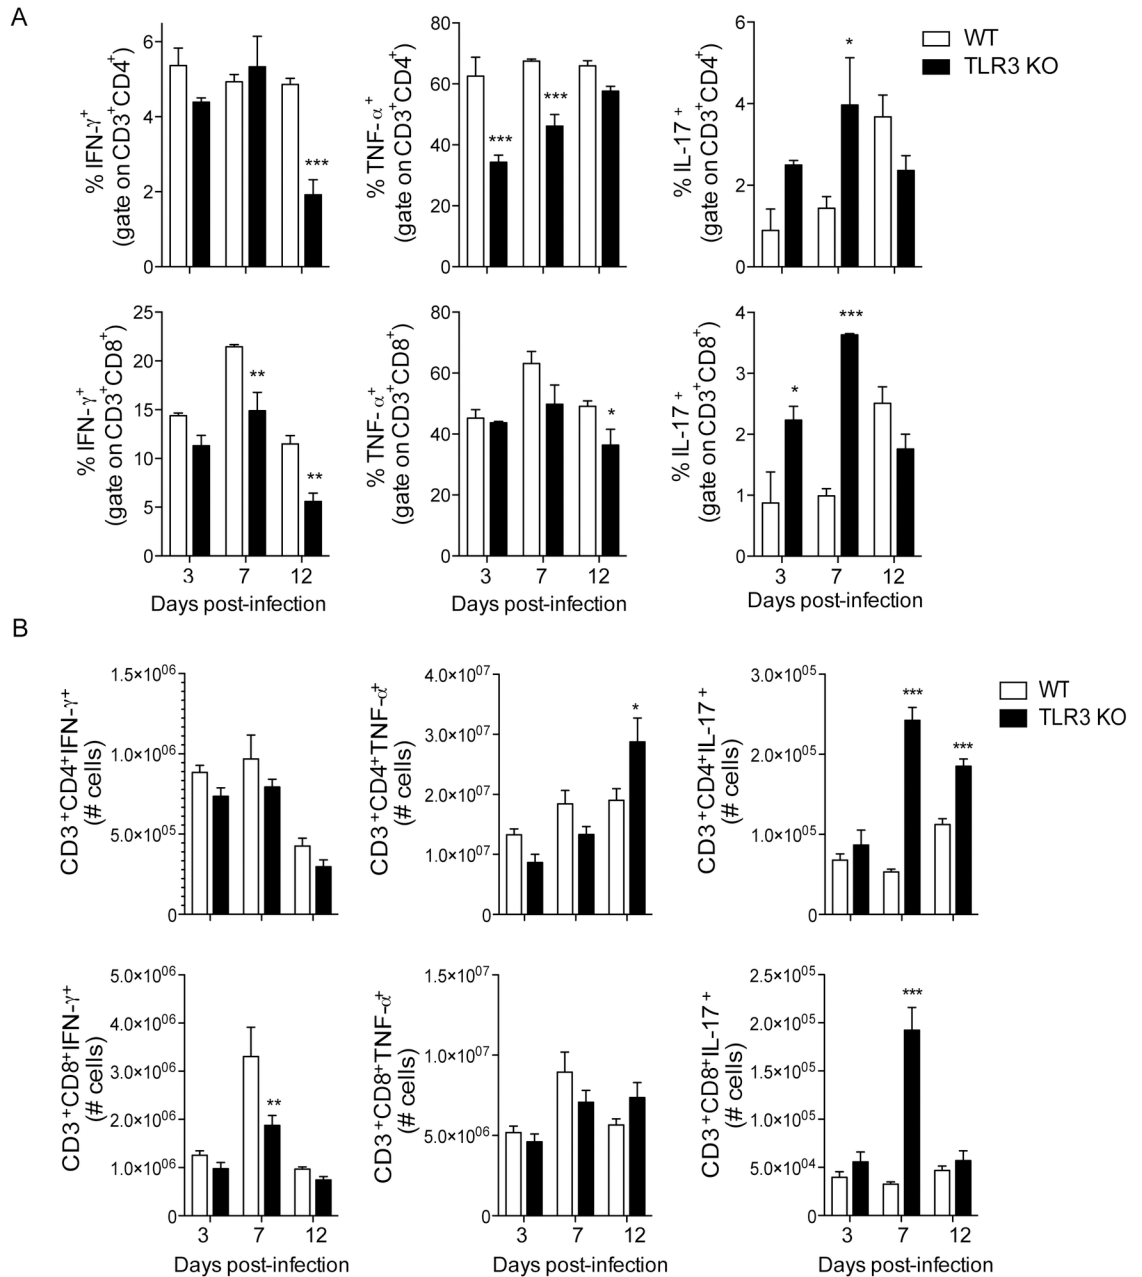 A
% IFN-γ+
(gate on CD3+CD4+)
6
4
2
0
***
% TNF-α+
(gate on CD3+CD4+)
80
60
40
20
0
***
***
% IL-17+
(gate on CD3+CD4+)
6
4
2
0
*
WT
TLR3 KO
% IFN-γ+
(gate on CD3+CD8+)
25
20
15
10
5
0
**
**
3 7 12
Days post-infection
% TNF-α+
(gate on CD3+CD8+)
80
60
40
20
0
*
3 7 12
Days post-infection
% IL-17+
(gate on CD3+CD8+)
4
3
2
1
0
*
***
3 7 12
Days post-infection
B
CD3+CD4+IFN-γ+
(# cells)
1.5×10^06
1.0×10^06
5.0×10^05
0
CD3+CD4+TNF-α+
(# cells)
4.0×10^07
3.0×10^07
2.0×10^07
1.0×10^07
0
*
CD3+CD4+IL-17+
(# cells)
3.0×10^05
2.0×10^05
1.0×10^05
0
***
***
WT
TLR3 KO
CD3+CD8+IFN-γ+
(# cells)
5.0×10^06
4.0×10^06
3.0×10^06
2.0×10^06
1.0×10^06
0
**
3 7 12
Days post-infection
CD3+CD8+TNF-α+
(# cells)
1.5×10^07
1.0×10^07
5.0×10^06
0
3 7 12
Days post-infection
CD3+CD8+IL-17+
(# cells)
2.5×10^05
2.0×10^05
1.5×10^05
1.0×10^05
5.0×10^04
0
***
3 7 12
Days post-infection